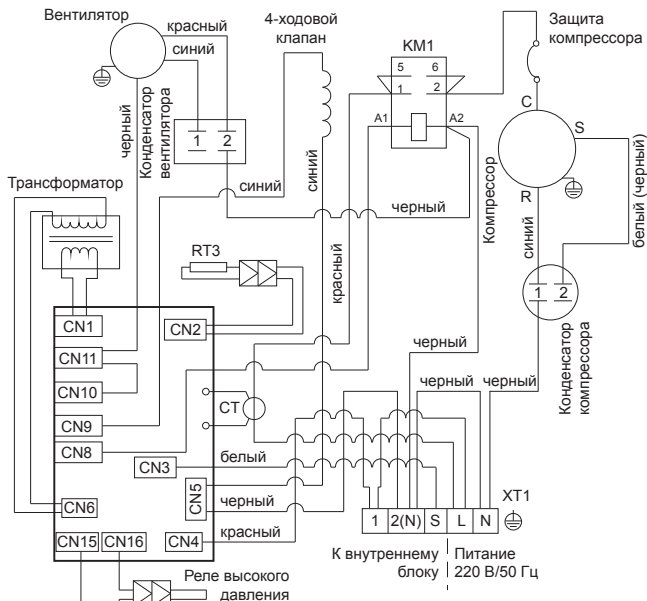 Вентилятор
красный
синий
4-ходовой
клапан
KM1
Защита
компрессора
5 6
1 2
A1 A2
C
S
R
черный
Конденсатор
вентилятора
1 2
синий
синий
черный
красный
Компрессор
синий
белый (черный)
Трансформатор
RT3
1 2
Конденсатор
компрессора
CN1
CN2
CN11
CN10
CN9
CN8
CN3
CN5
CN6
CN15
CN16
CN4
CT
черный
черный
черный
белый
черный
красный
XT1
1 2(N) S L N
К внутреннему
блоку
Питание
220 В/50 Гц
Реле высокого
давления